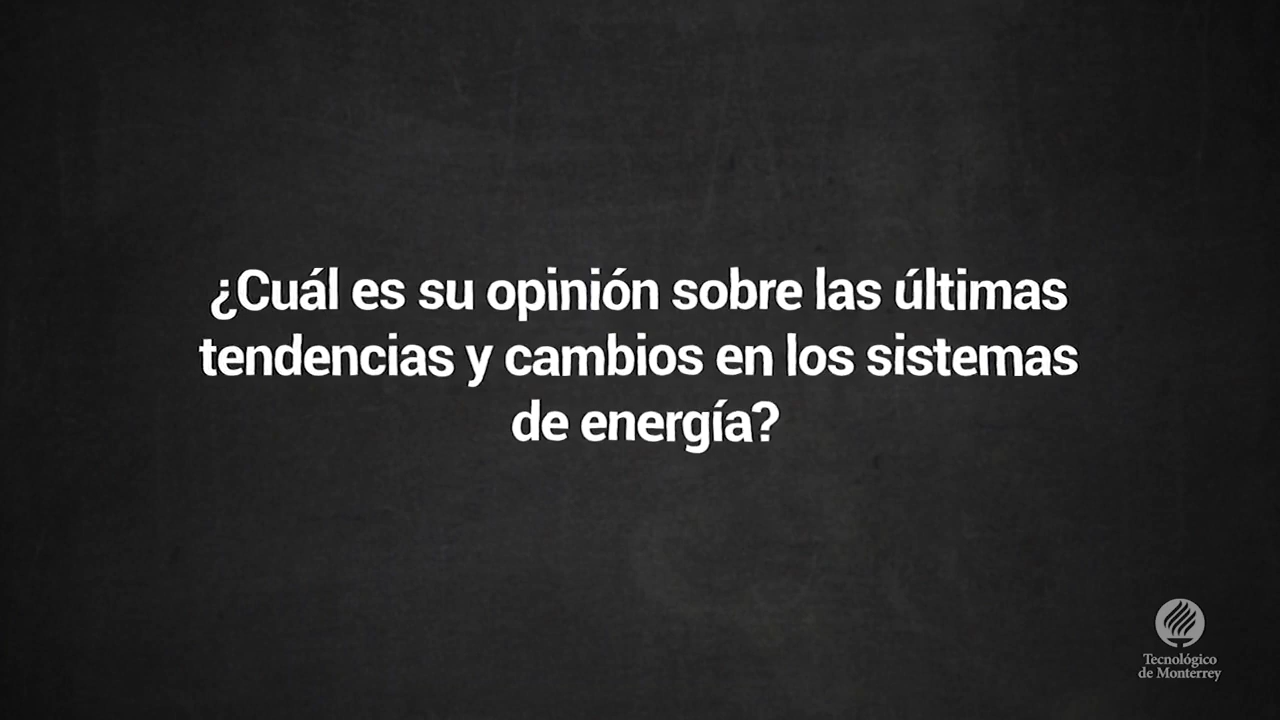 ¿Cuál es su opinión sobre las últimas
tendencias y cambios en los sistemas
de energía?
Tecnológico
de Monterrey